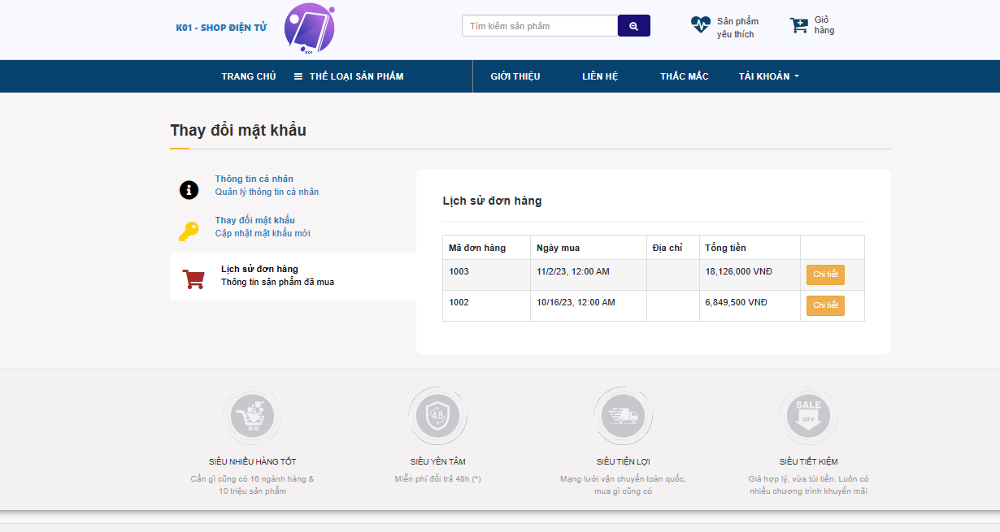 K01 - SHOP ĐIỆN TỬ
K01
Tìm kiếm sản phẩm
Sản phẩm
yêu thích
Giỏ
hàng
TRANG CHỦ
THỂ LOẠI SẢN PHẨM
GIỚI THIỆU
LIÊN HỆ
THẮC MẮC
TÀI KHOẢN
Thay đổi mật khẩu
Thông tin cá nhân
Quản lý thông tin cá nhân
Thay đổi mật khẩu
Cập nhật mật khẩu mới
Lịch sử đơn hàng
Thông tin sản phẩm đã mua
Lịch sử đơn hàng
Mã đơn hàng Ngày mua Địa chỉ Tổng tiền
1003 11/2/23, 12:00 AM 18,126,000 VNĐ Chi tiết
1002 10/16/23, 12:00 AM 6,849,500 VNĐ Chi tiết
48
SALE
OFF
SIÊU NHIỀU HÀNG TỐT
Cần gì cũng có 16 ngành hàng &
10 triệu sản phẩm
SIÊU YÊN TÂM
Miễn phí đổi trả 48h (*)
SIÊU TIỆN LỢI
Mạng lưới vận chuyển toàn quốc,
mua gì cũng có
SIÊU TIẾT KIỆM
Giá hợp lý, vừa túi tiền. Luôn có
nhiều chương trình khuyến mãi